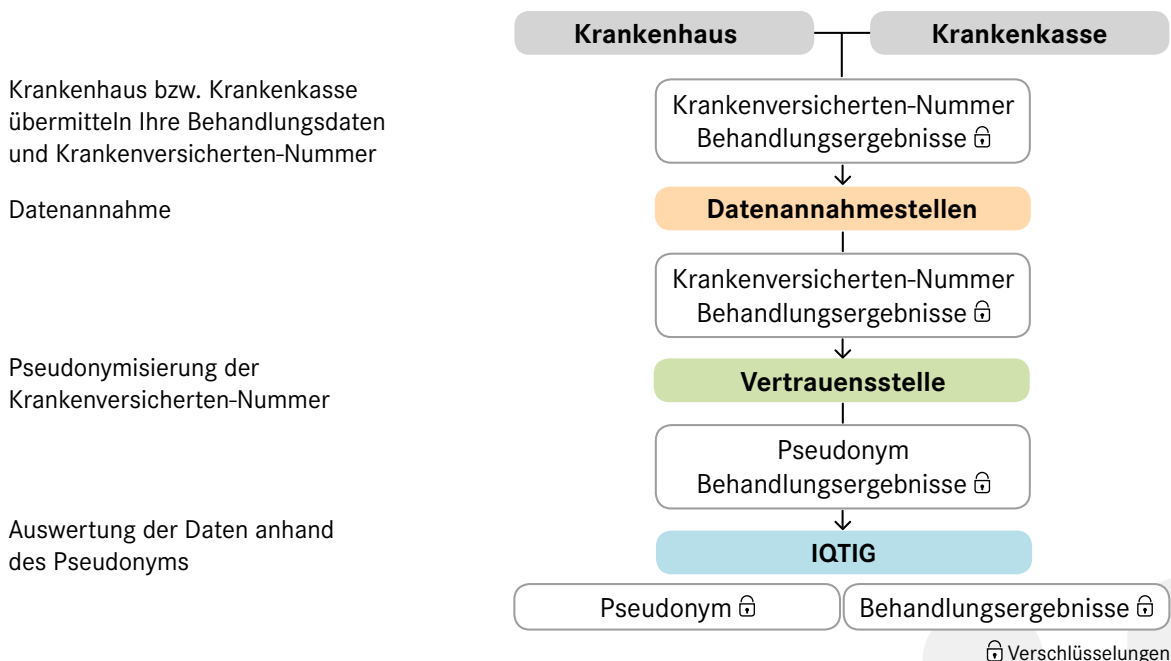 Krankenhaus
Krankenkasse
Krankenhaus bzw. Krankenkasse
übermitteln Ihre Behandlungsdaten
und Krankenversicherten-Nummer
Krankenversicherten-Nummer
Behandlungsergebnisse
Datenannahme
Datenannahmestellen
Krankenversicherten-Nummer
Behandlungsergebnisse
Pseudonymisierung der
Krankenversicherten-Nummer
Vertrauensstelle
Pseudonym
Behandlungsergebnisse
Auswertung der Daten anhand
des Pseudonyms
IQTIG
Pseudonym
Behandlungsergebnisse
Verschlüsselungen